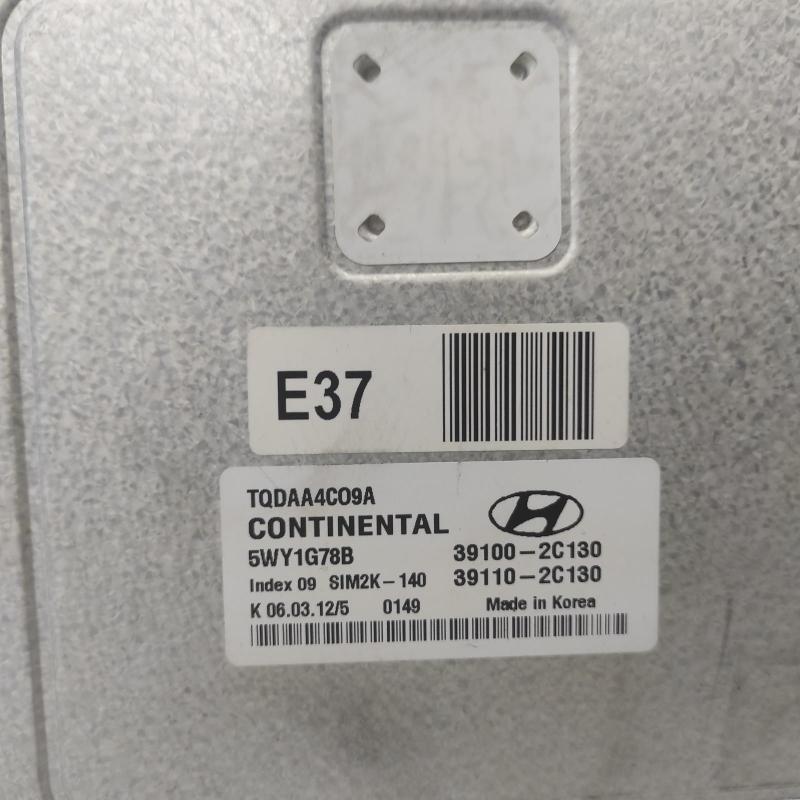 E37
TQDAA4C09A
CONTINENTAL
5WY1G78B 39100-2C130
Index 09 SIM2K-140 39110-2C130
K 06.03.12/5 0149 Made in Korea